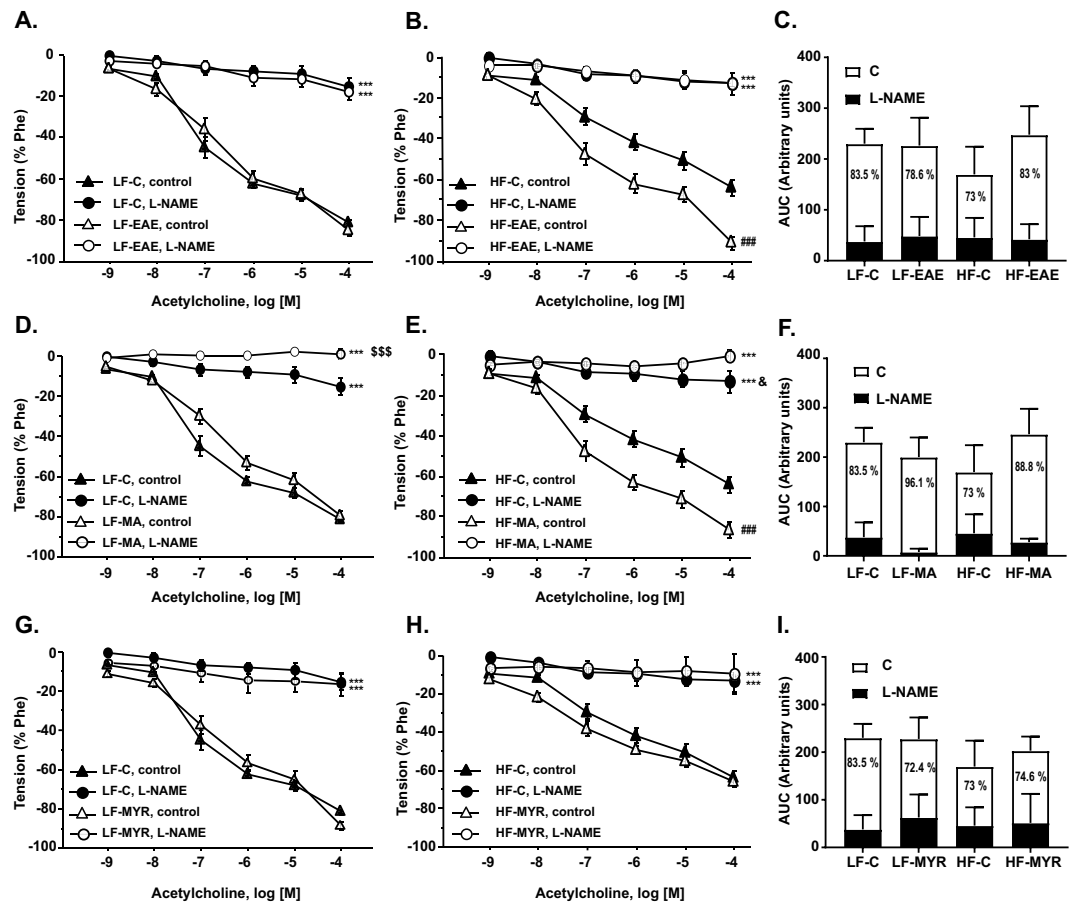 A.
0
-20
-40
-60
-80
-100
Tension (% Phe)
LF-C, control
LF-C, L-NAME
LF-EAE, control
LF-EAE, L-NAME
***
***
-9 -8 -7 -6 -5 -4
Acetylcholine, log [M]
B.
0
-20
-40
-60
-80
-100
Tension (% Phe)
HF-C, control
HF-C, L-NAME
HF-EAE, control
HF-EAE, L-NAME
***
***
###
-9 -8 -7 -6 -5 -4
Acetylcholine, log [M]
C.
400
300
200
100
0
AUC (Arbitrary units)
C
L-NAME
83.5 % 78.6 % 73 % 83 %
LF-C LF-EAE HF-C HF-EAE
D.
0
-20
-40
-60
-80
-100
Tension (% Phe)
LF-C, control
LF-C, L-NAME
LF-MA, control
LF-MA, L-NAME
*** $$$
***
-9 -8 -7 -6 -5 -4
Acetylcholine, log [M]
E.
0
-20
-40
-60
-80
-100
Tension (% Phe)
HF-C, control
HF-C, L-NAME
HF-MA, control
HF-MA, L-NAME
***
*** &
###
-9 -8 -7 -6 -5 -4
Acetylcholine, log [M]
F.
400
300
200
100
0
AUC (Arbitrary units)
C
L-NAME
83.5 % 96.1 % 73 % 88.8 %
LF-C LF-MA HF-C HF-MA
G.
0
-20
-40
-60
-80
-100
Tension (% Phe)
LF-C, control
LF-C, L-NAME
LF-MYR, control
LF-MYR, L-NAME
***
***
-9 -8 -7 -6 -5 -4
Acetylcholine, log [M]
H.
0
-20
-40
-60
-80
-100
Tension (% Phe)
HF-C, control
HF-C, L-NAME
HF-MYR, control
HF-MYR, L-NAME
***
***
-9 -8 -7 -6 -5 -4
Acetylcholine, log [M]
I.
400
300
200
100
0
AUC (Arbitrary units)
C
L-NAME
83.5 % 72.4 % 73 % 74.6 %
LF-C LF-MYR HF-C HF-MYR